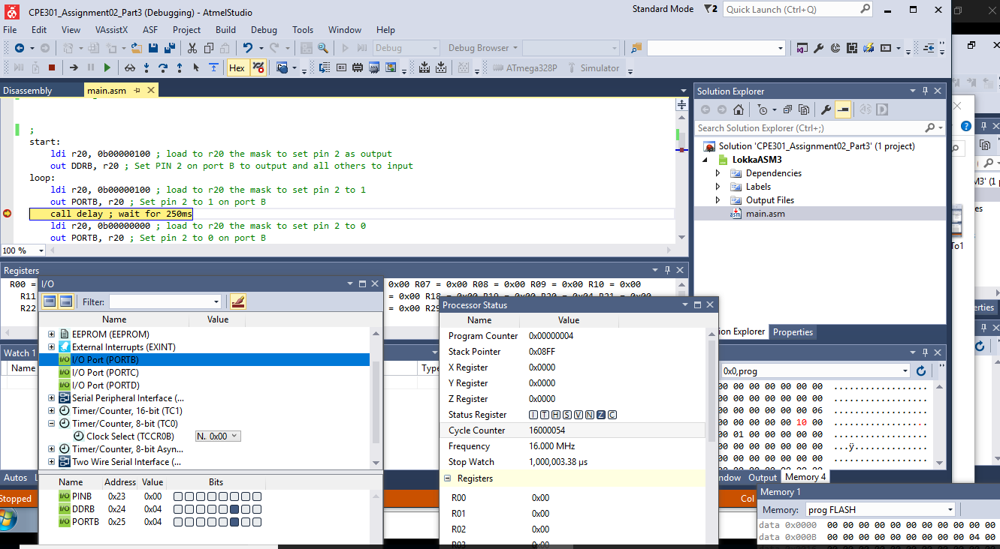 CPE301_Assignment02_Part3 (Debugging) - AtmelStudio
Standard Mode 2 Quick Launch (Ctrl+Q)
File Edit View VAssistX ASF Project Build Debug Tools Window Help
Debug Debug Browser
Hex ATmega328P Simulator
Disassembly main.asm
;
start:
ldi r20, 0b00000100 ; load to r20 the mask to set pin 2 as output
out DDRB, r20 ; Set PIN 2 on port B to output and all others to input
loop:
ldi r20, 0b00000100 ; load to r20 the mask to set pin 2 to 1
out PORTB, r20 ; Set pin 2 to 1 on port B
call delay ; wait for 250ms
ldi r20, 0b00000000 ; load to r20 the mask to set pin 2 to 0
out PORTB, r20 ; Set pin 2 to 0 on port B
100 %
Solution Explorer
Search Solution Explorer (Ctrl+;)
Solution 'CPE301_Assignment02_Part3' (1 project)
LokkaASM3
Dependencies
Labels
Output Files
main.asm
M3' (1 p
es
To1
erties
Registers
R00 = 0x00 R07 = 0x00 R08 = 0x00 R09 = 0x00 R10 = 0x00
R11 = 0x00 R18
R22 = 0x00 R29
I/O
Filter:
Name Value
EEPROM (EEPROM)
External Interrupts (EXINT)
I/O Port (PORTB)
I/O Port (PORTC)
I/O Port (PORTD)
Serial Peripheral Interface (...
Timer/Counter, 16-bit (TC1)
Timer/Counter, 8-bit (TC0)
Clock Select (TCCR0B) N. 0x00
Timer/Counter, 8-bit Asyn...
Two Wire Serial Interface (...
Name Address Value Bits
PINB 0x23 0x00
DDRB 0x24 0x04
PORTB 0x25 0x04
Watch 1
Name Type
Autos
Stopped
Processor Status
Name Value
Program Counter 0x00000004
Stack Pointer 0x08FF
X Register 0x0000
Y Register 0x0000
Z Register 0x0000
Status Register I T H S V N Z C
Cycle Counter 16000054
Frequency 16.000 MHz
Stop Watch 1,000,003.38 µs
Registers
R00 0x00
R01 0x00
R02 0x00
R03 0x00
ion Explorer Properties
0x0,prog
00 00 00 00 00 00 00 ..................
00 00 00 00 00 00 06 ..................
00 00 00 00 00 00 00 ..................
00 00 00 00 00 10 00 ..................
00 01 00 00 00 00 00 ...ÿ..............
00 00 00 00 00 00 00 ..................
ndow Output Memory 4
Col
Memory 1
Memory: prog FLASH
data 0x0000 00 00 00 00 00 00 00 00 00 00 00
data 0x000B 00 00 00 00 00 00 00 00 00 04 00